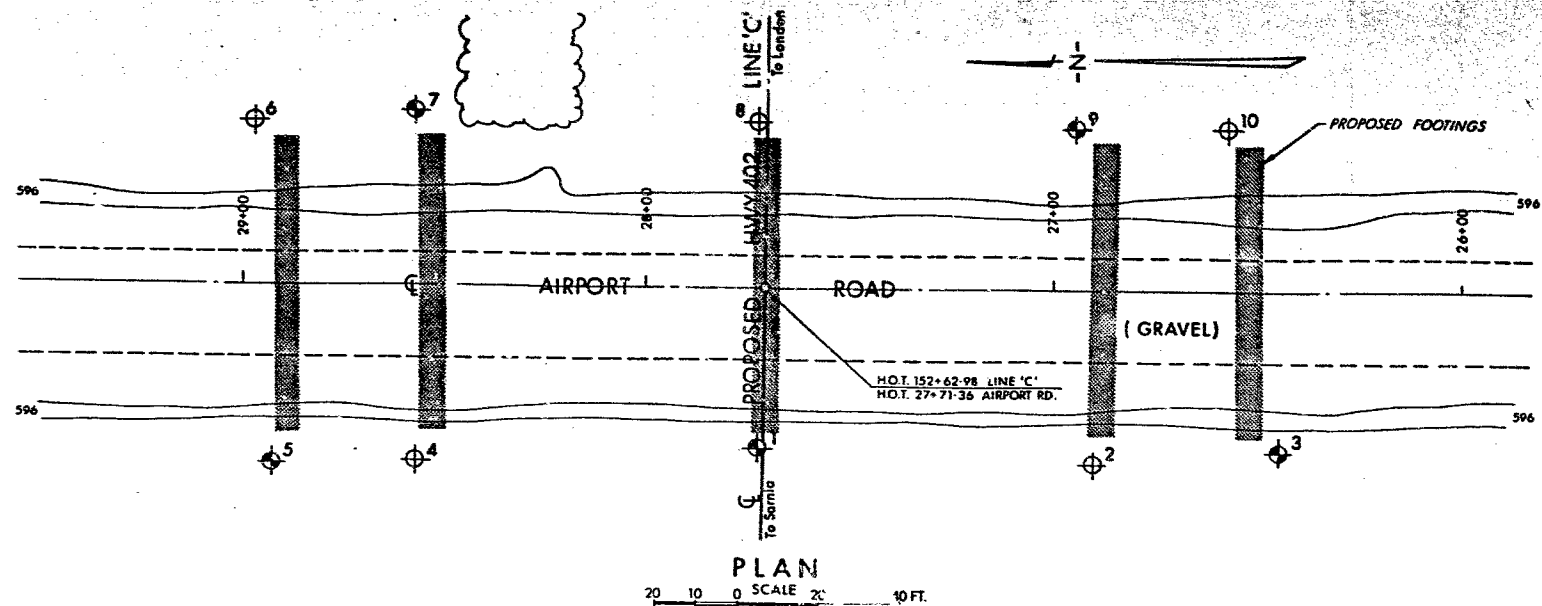 LINE 'C'
To London
N
6
7
8
9
10
PROPOSED FOOTINGS
596
596
29+00
28+00
27+00
26+00
PROPOSED HWY 402
℄ AIRPORT ROAD
(GRAVEL)
H.O.T. 152+62-98 LINE 'C'
H.O.T. 27+71-36 AIRPORT RD.
596
596
5
4
1
2
3
℄
To Sarnia
PLAN
SCALE
20 10 0 20 40 FT.